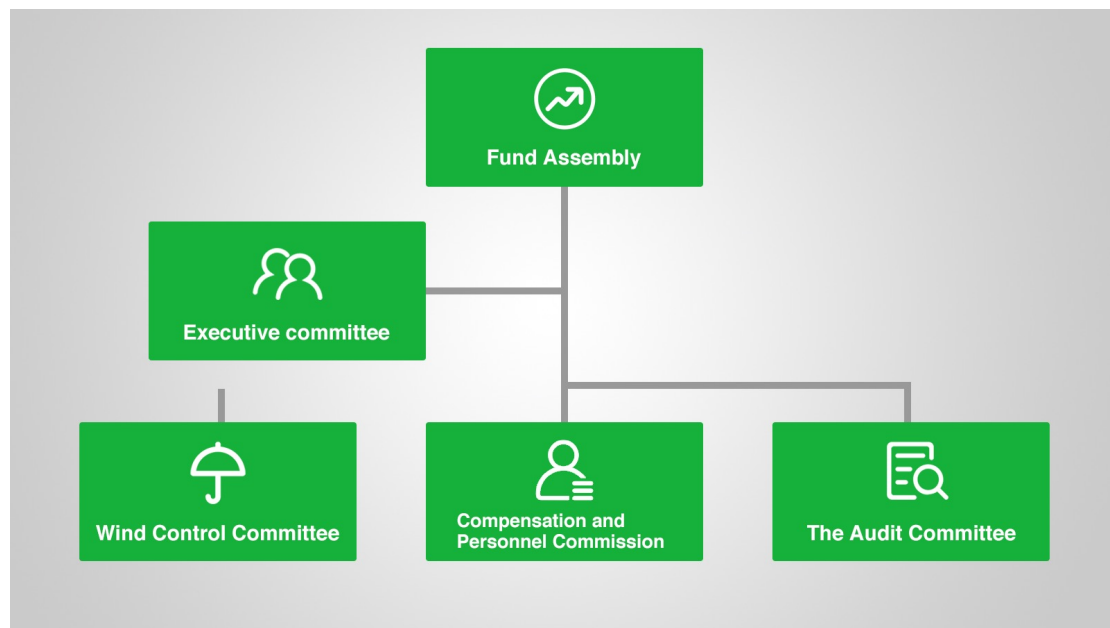 Fund Assembly
Executive committee
Wind Control Committee
Compensation and
Personnel Commission
The Audit Committee